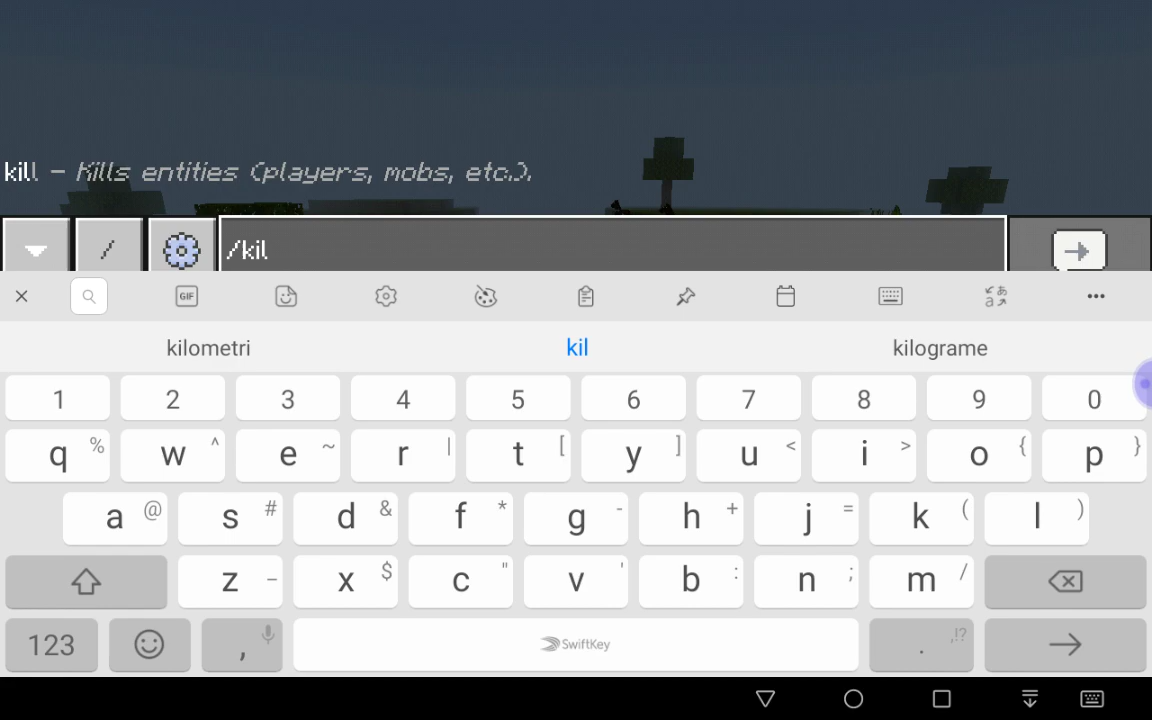 kill - Kills entities (players, mobs, etc.).
/ /kil
GIF
kilometri kil kilograme
1 2 3 4 5 6 7 8 9 0
q % w ^ e ~ r | t [ y ] u < i > o { p }
a @ s # d & f * g - h + j = k ( l )
z _ x $ c " v ' b : n ; m /
123 , SwiftKey . ,!?